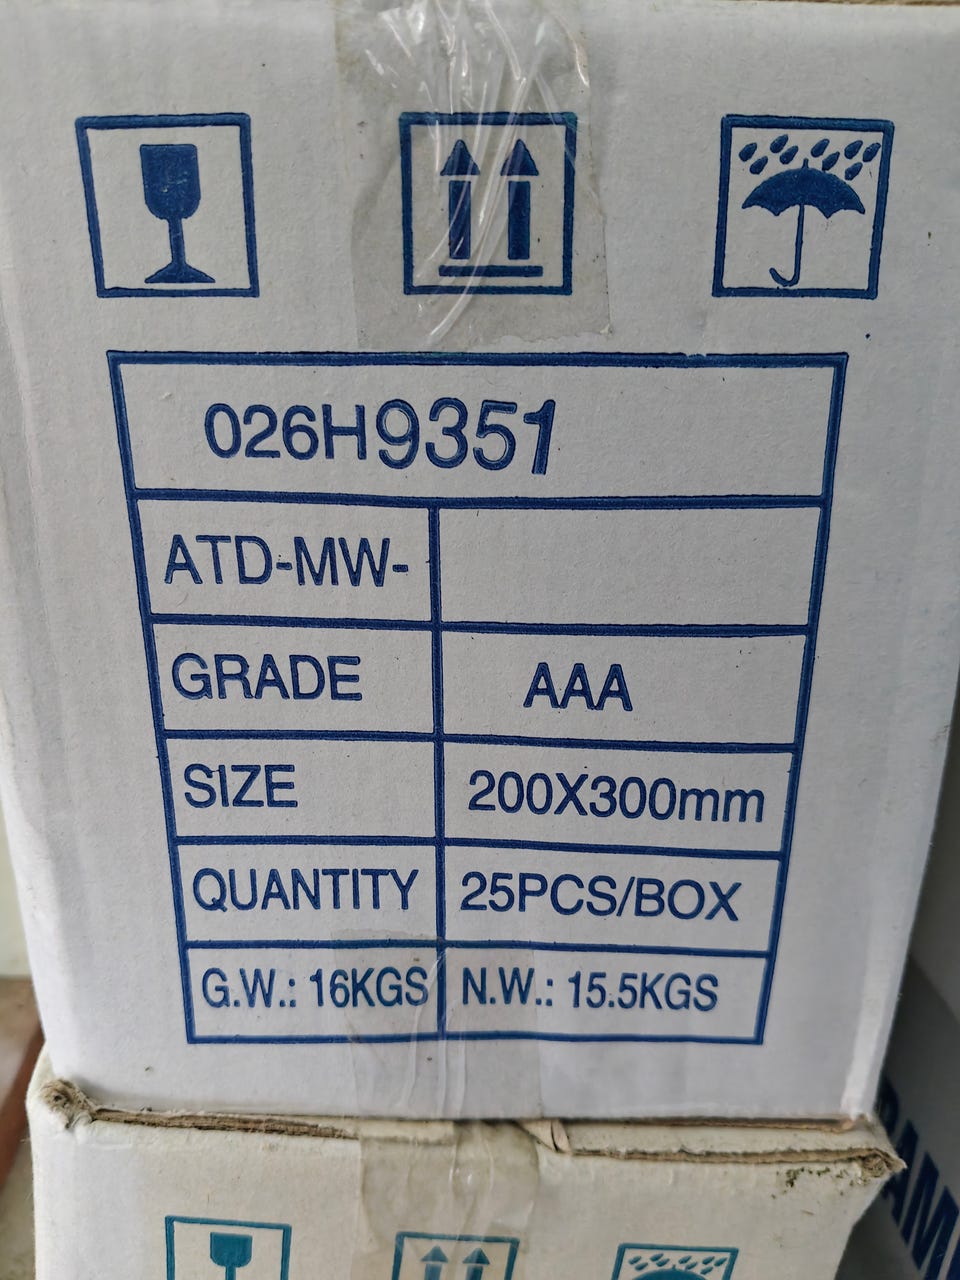 026H9351
ATD-MW-
GRADE AAA
SIZE 200X300mm
QUANTITY 25PCS/BOX
G.W.: 16KGS N.W.: 15.5KGS